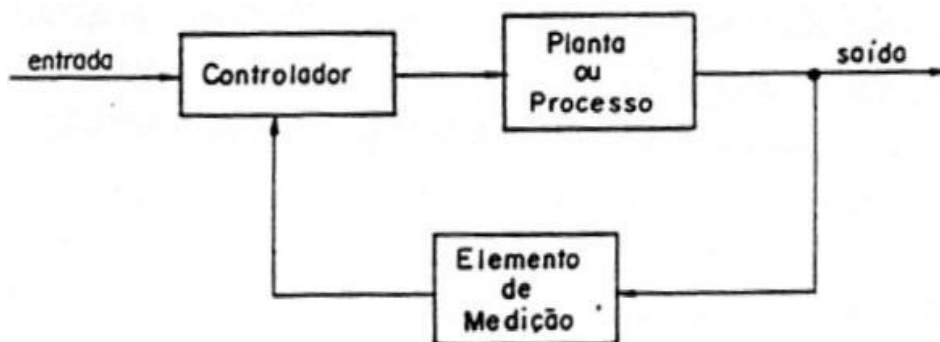 entrada
Controlador
Planta
ou
Processo
saída
Elemento
de
Medição